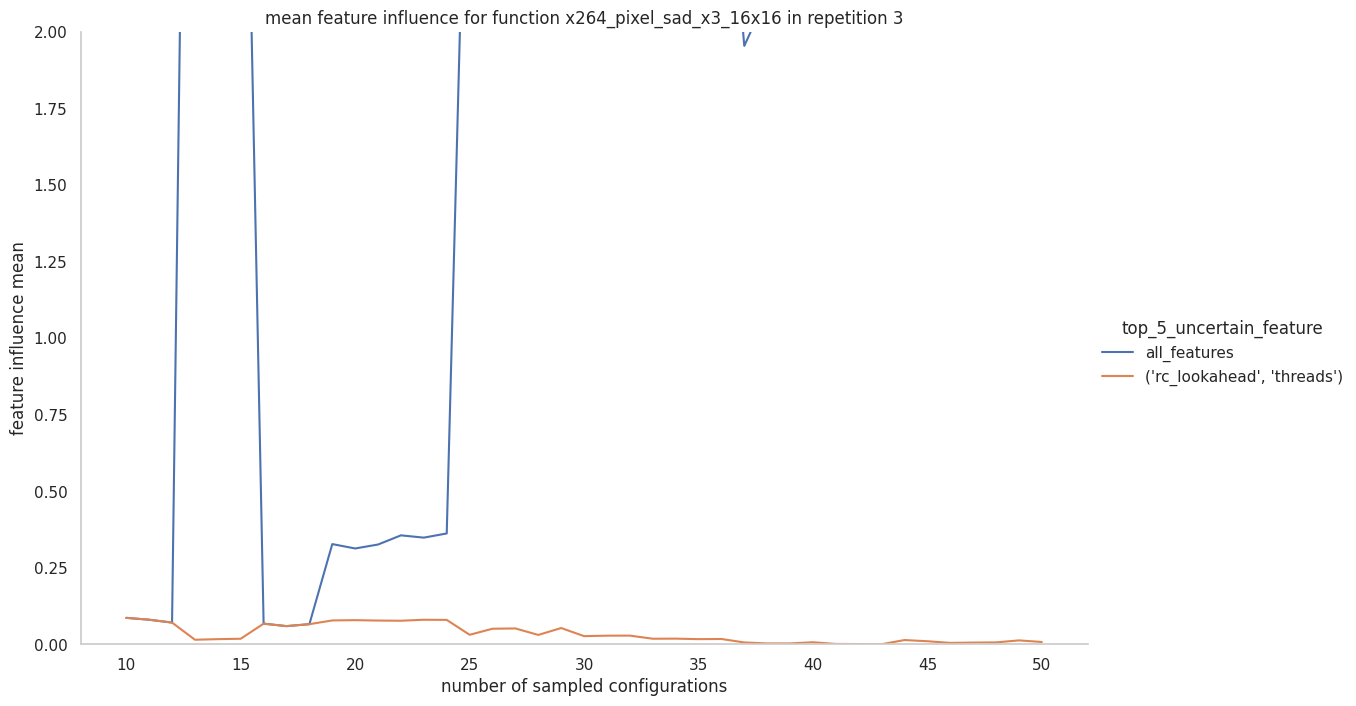 mean feature influence for function x264_pixel_sad_x3_16x16 in repetition 3
2.00
1.75
1.50
1.25
1.00
0.75
0.50
0.25
0.00
feature influence mean
10 15 20 25 30 35 40 45 50
number of sampled configurations
top_5_uncertain_feature
all_features
('rc_lookahead', 'threads')